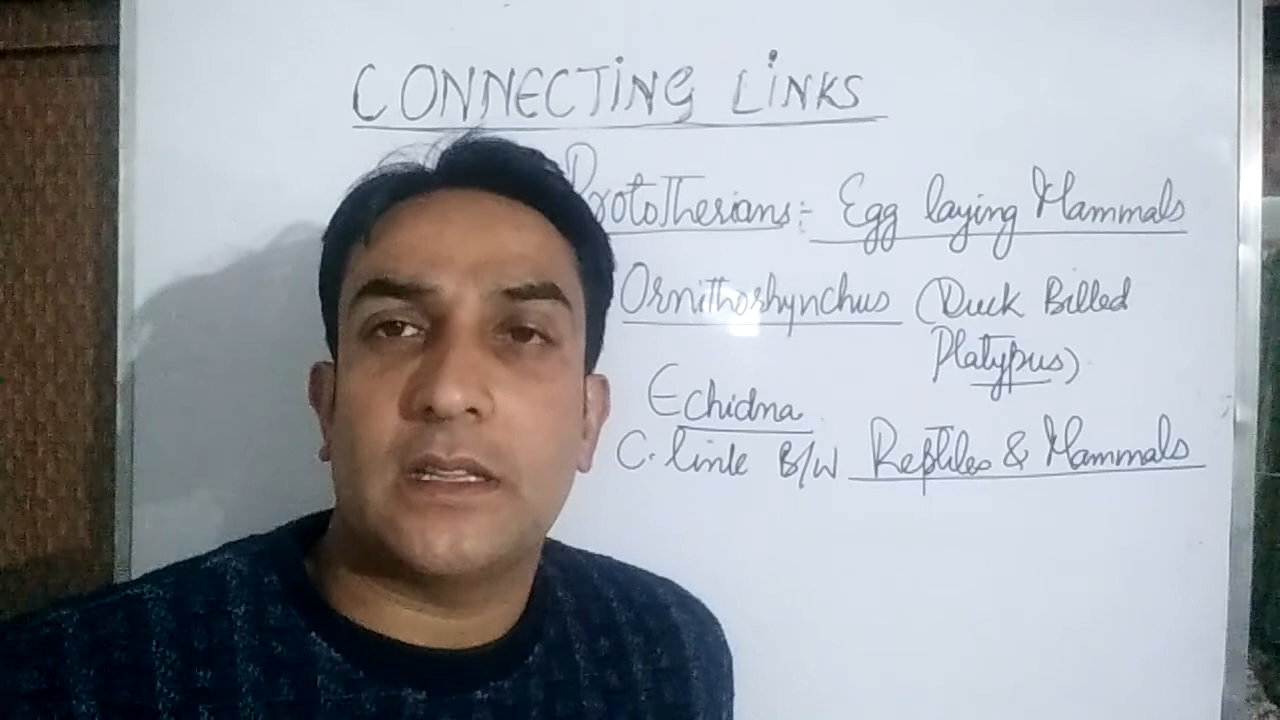 CONNECTING LINKS
Prototherians:- Egg laying Mammals
Ornithorhynchus (Duck Billed
Platypus)
Echidna
C. link B/W Reptiles & Mammals